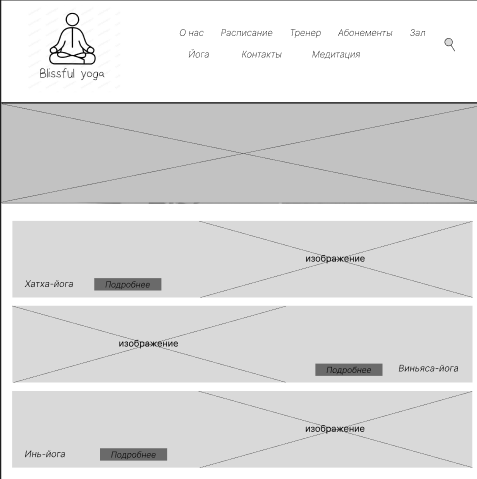 Blissful yoga
О нас Расписание Тренер Абонементы Зал
Йога Контакты Медитация
изображение
Хатха-йога Подробнее
изображение
Подробнее Виньяса-йога
изображение
Инь-йога Подробнее